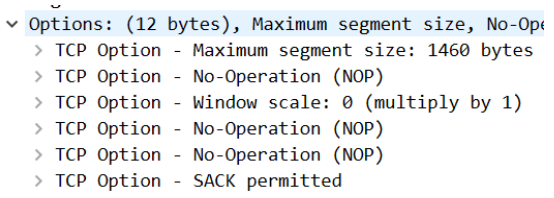 Options: (12 bytes), Maximum segment size, No-Ope
TCP Option - Maximum segment size: 1460 bytes
TCP Option - No-Operation (NOP)
TCP Option - Window scale: 0 (multiply by 1)
TCP Option - No-Operation (NOP)
TCP Option - No-Operation (NOP)
TCP Option - SACK permitted